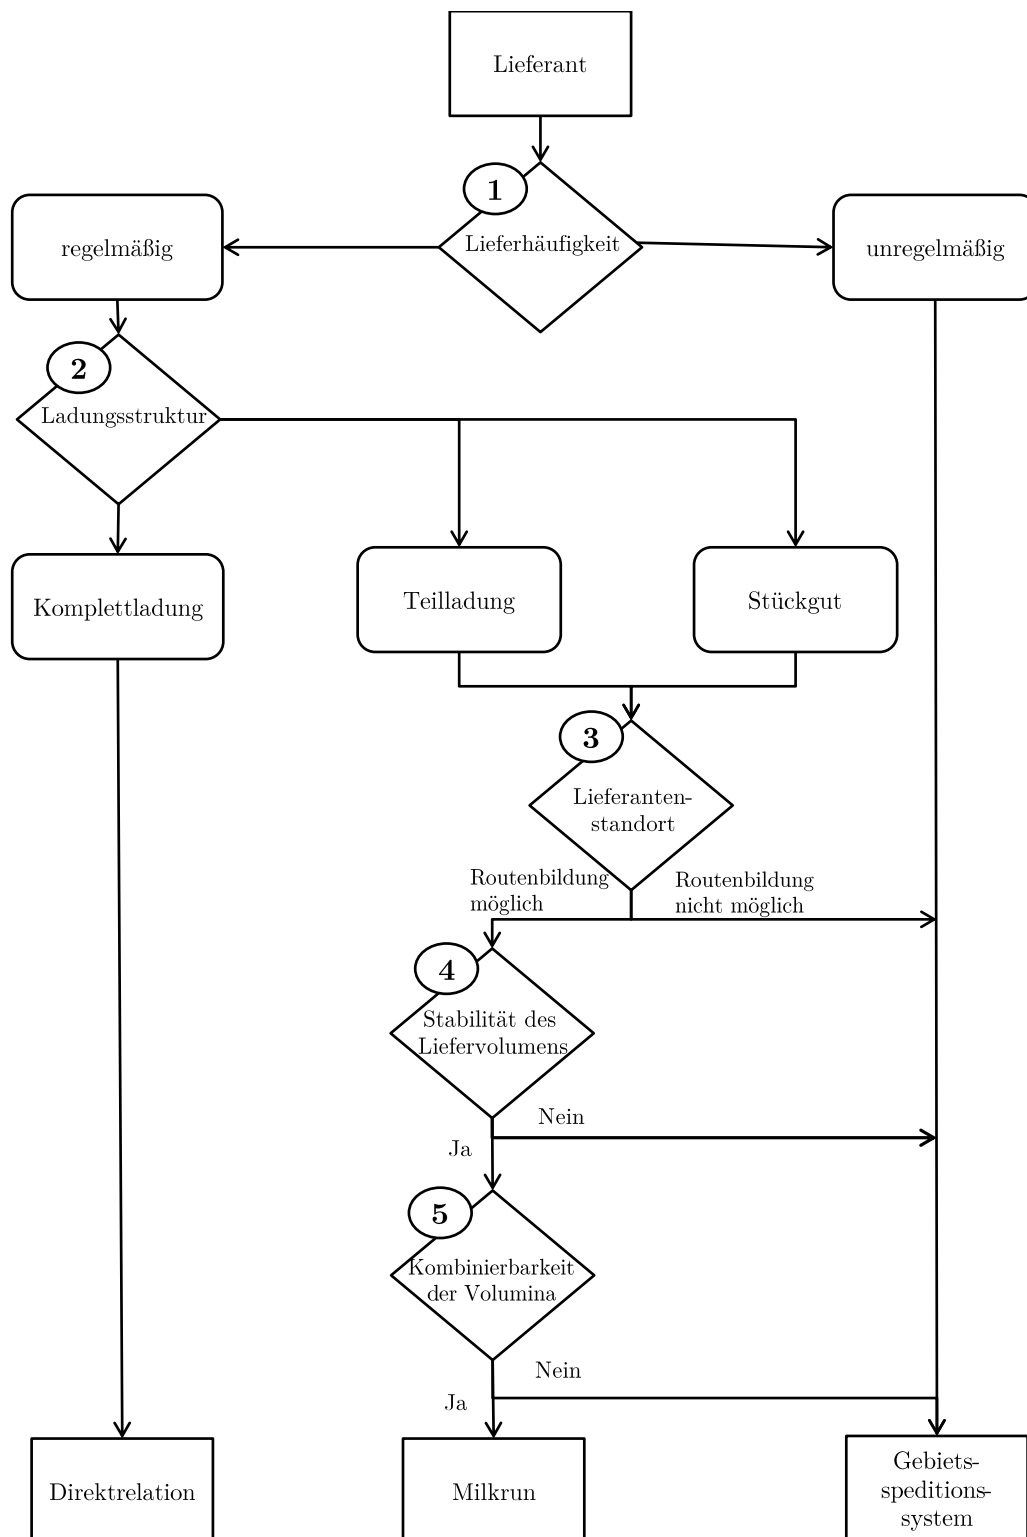 Lieferant
1
Lieferhäufigkeit
regelmäßig
unregelmäßig
2
Ladungsstruktur
Komplettladung
Teilladung
Stückgut
3
Lieferanten-
standort
Routenbildung
möglich
Routenbildung
nicht möglich
4
Stabilität des
Liefervolumens
Nein
Ja
5
Kombinierbarkeit
der Volumina
Nein
Ja
Direktrelation
Milkrun
Gebiets-
speditions-
system